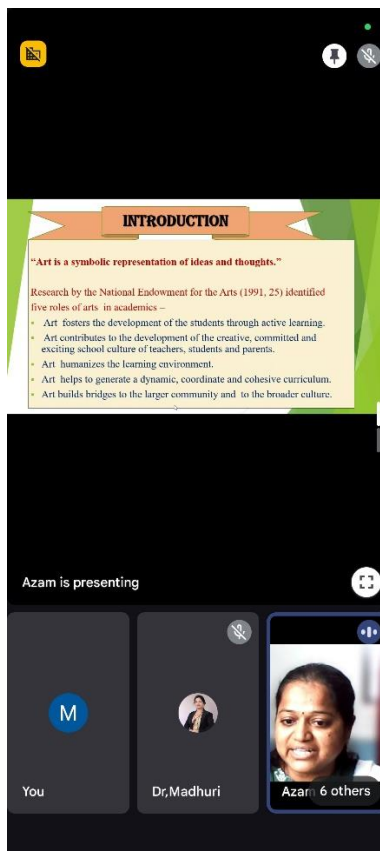 INTRODUCTION
“Art is a symbolic representation of ideas and thoughts.”
Research by the National Endowment for the Arts (1991, 25) identified
five roles of arts in academics –
Art fosters the development of the students through active learning.
Art contributes to the development of the creative, committed and
exciting school culture of teachers, students and parents.
Art humanizes the learning environment.
Art helps to generate a dynamic, coordinate and cohesive curriculum.
Art builds bridges to the larger community and to the broader culture.
Azam is presenting
M
You
Dr,Madhuri
Azam 6 others